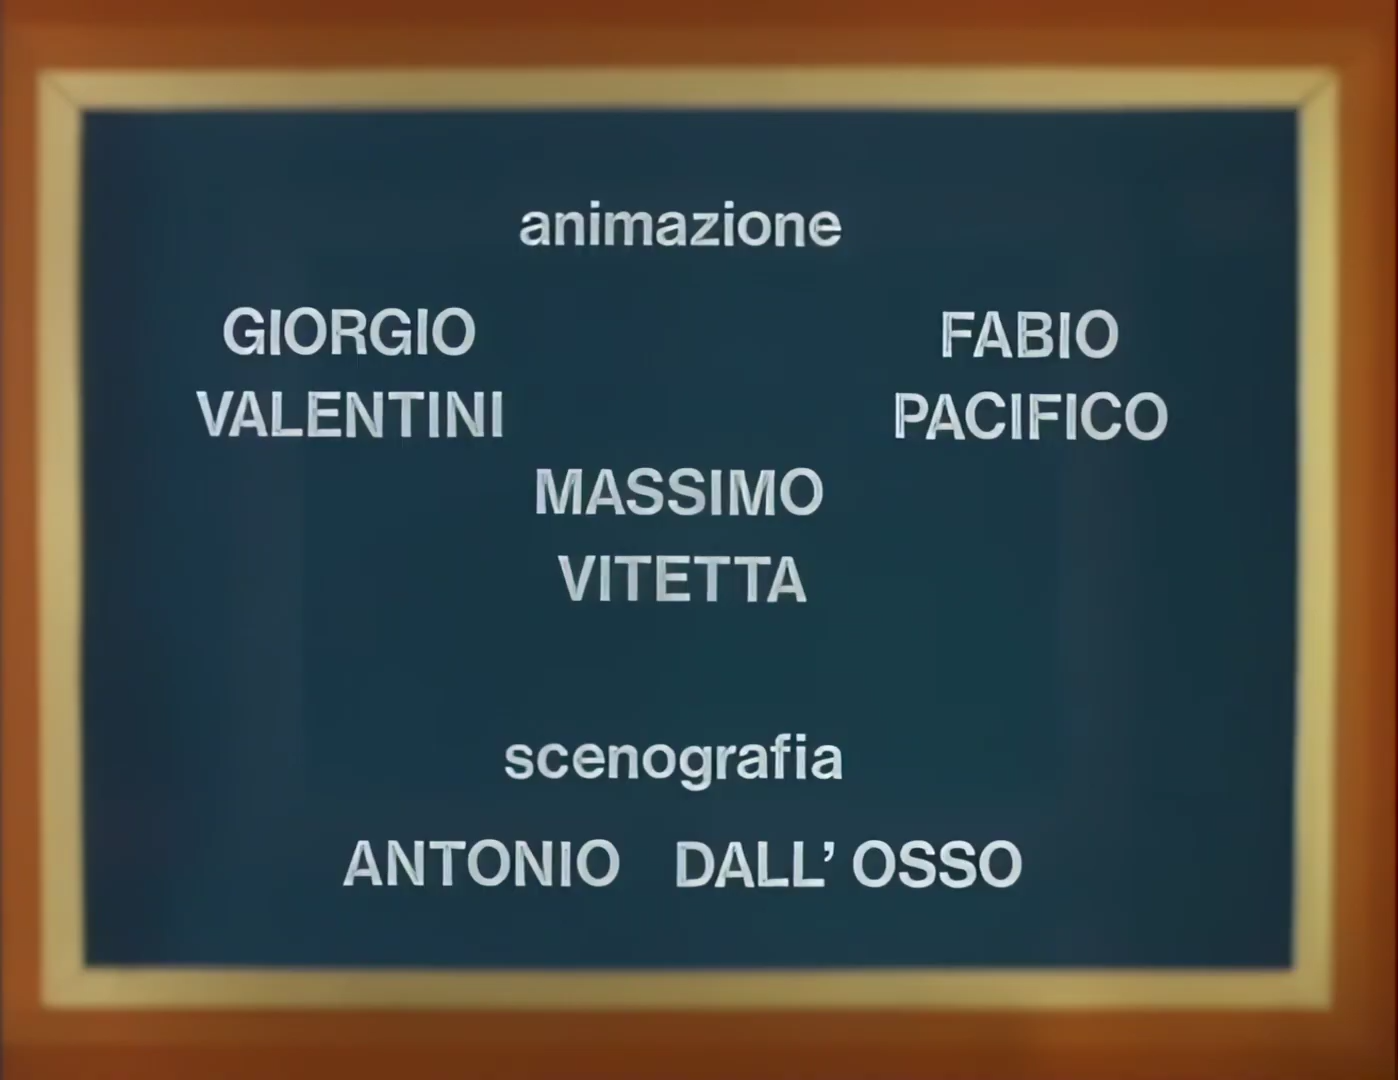 animazione
GIORGIO FABIO
VALENTINI PACIFICO
MASSIMO
VITETTA
scenografia
ANTONIO DALL' OSSO